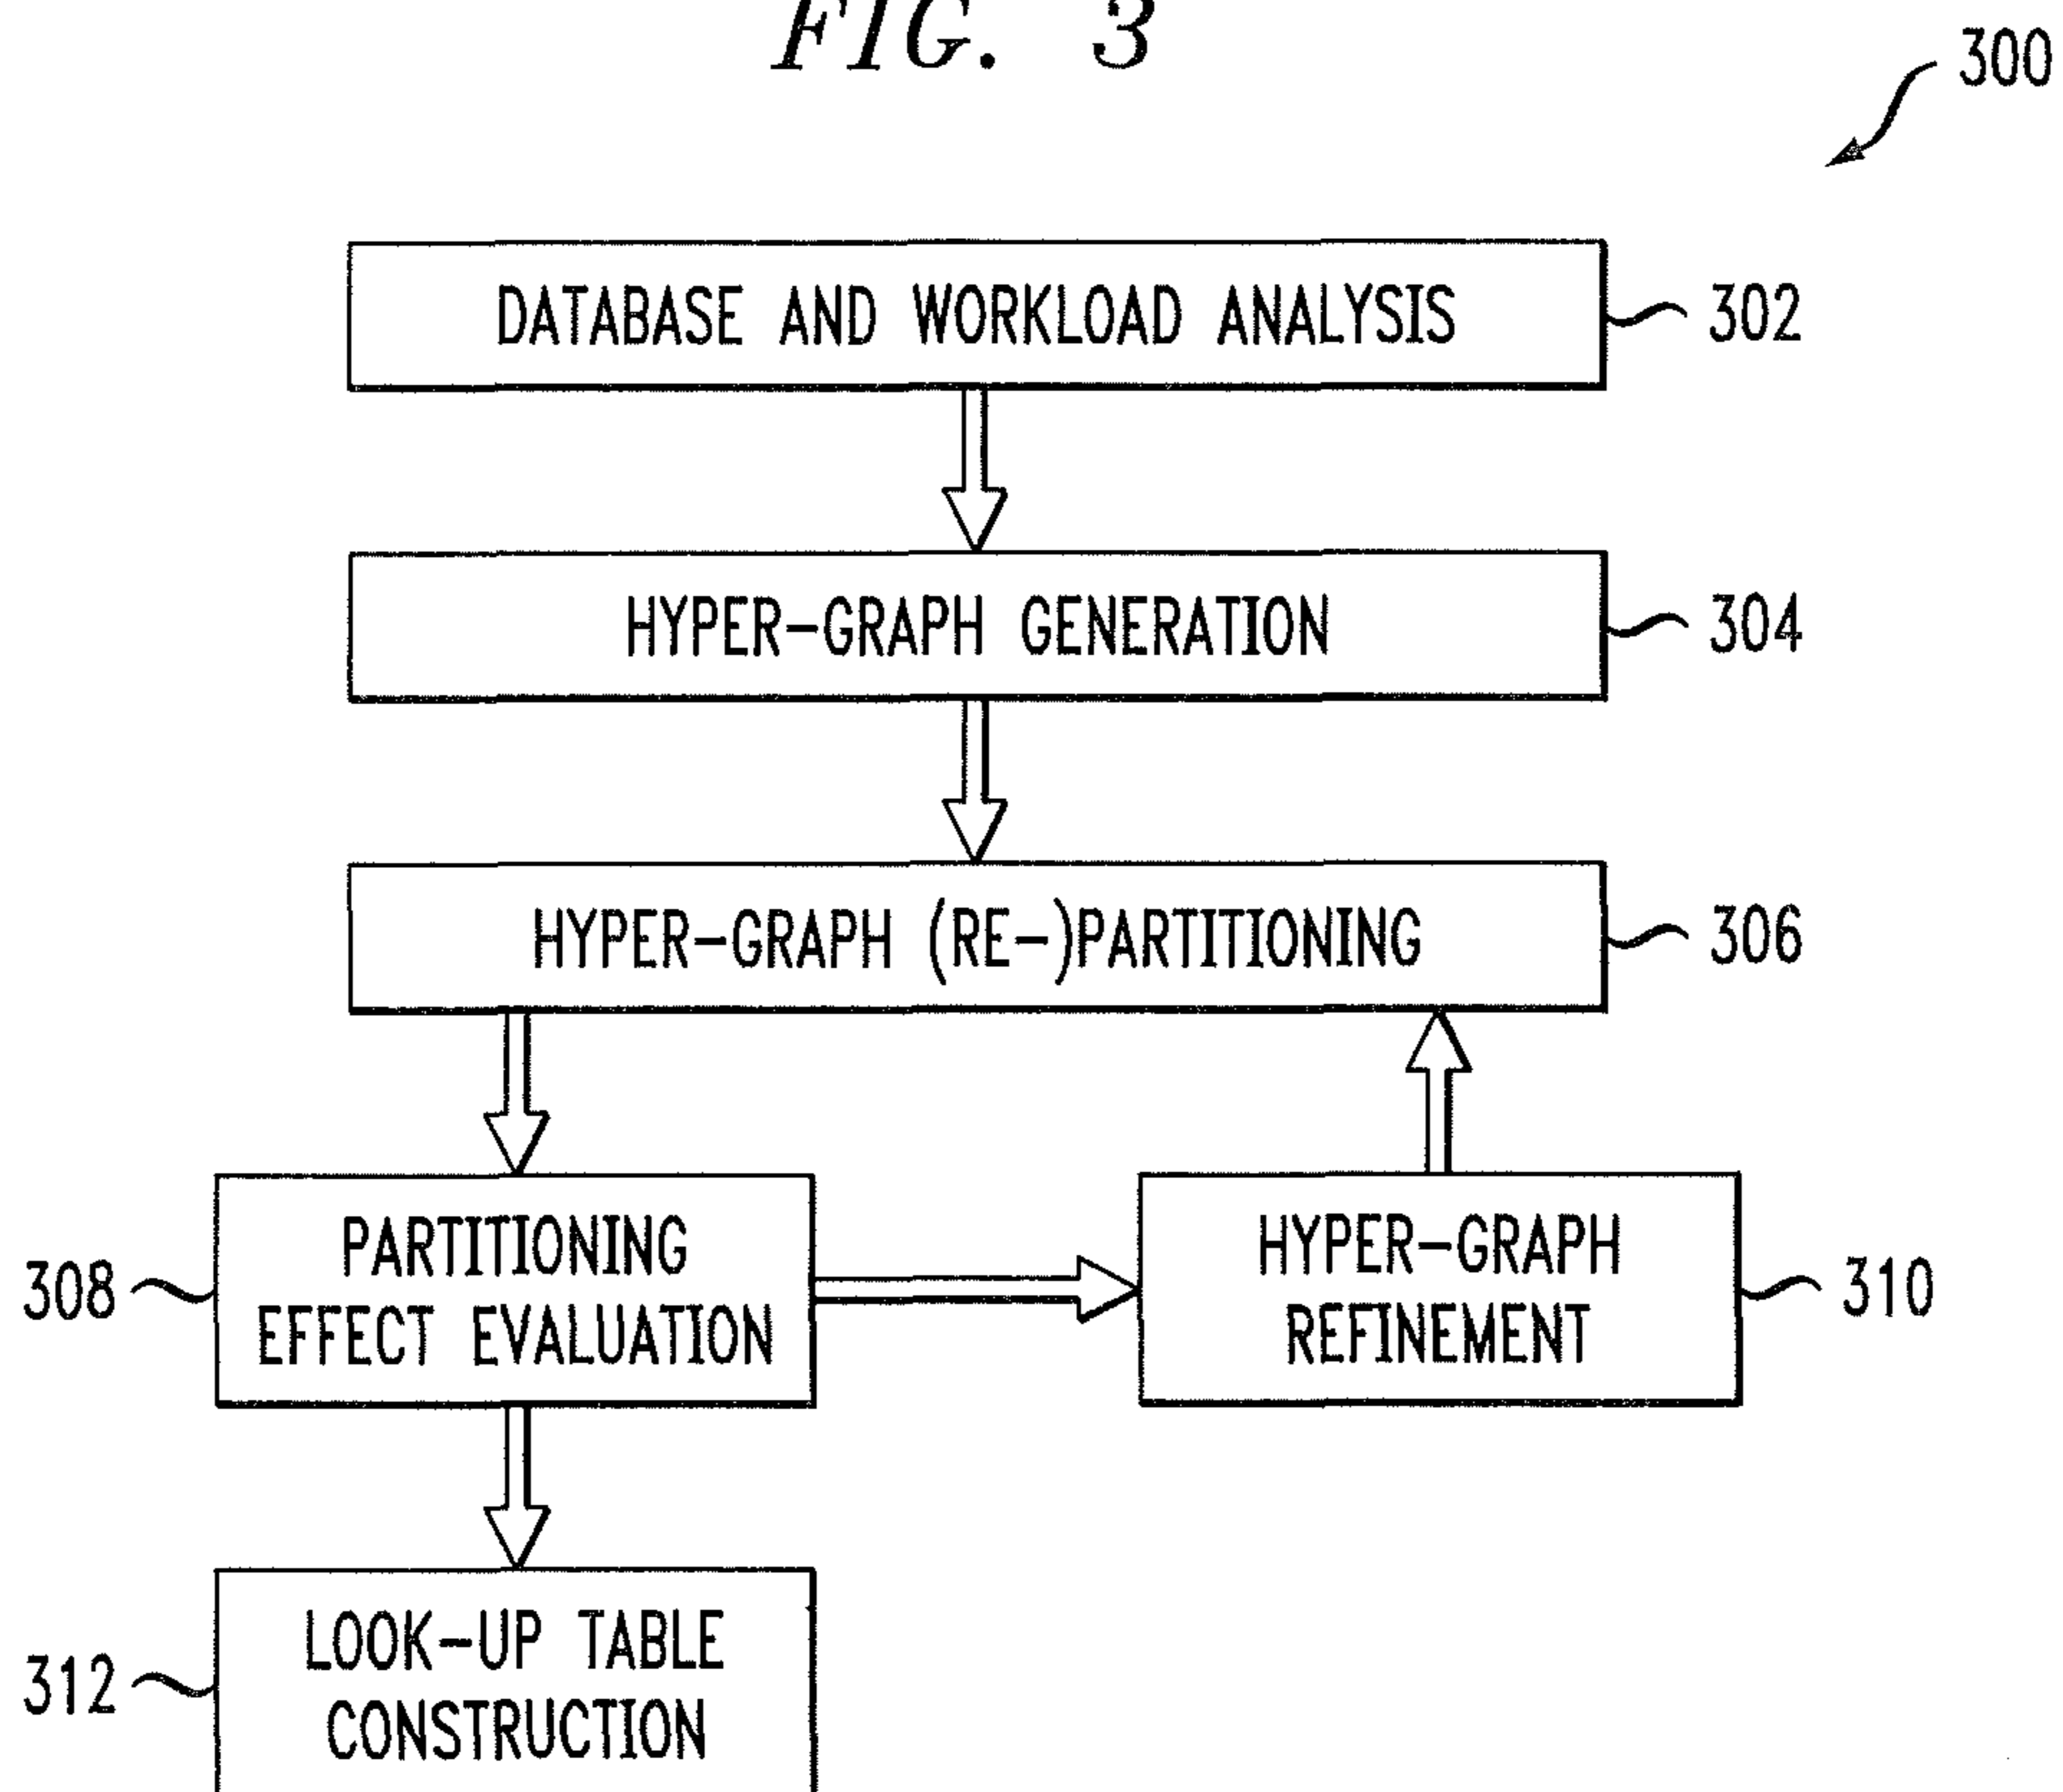 FIG. 3
300
DATABASE AND WORKLOAD ANALYSIS
302
HYPER-GRAPH GENERATION
304
HYPER-GRAPH (RE-)PARTITIONING
306
308
PARTITIONING
EFFECT EVALUATION
HYPER-GRAPH
REFINEMENT
310
312
LOOK-UP TABLE
CONSTRUCTION